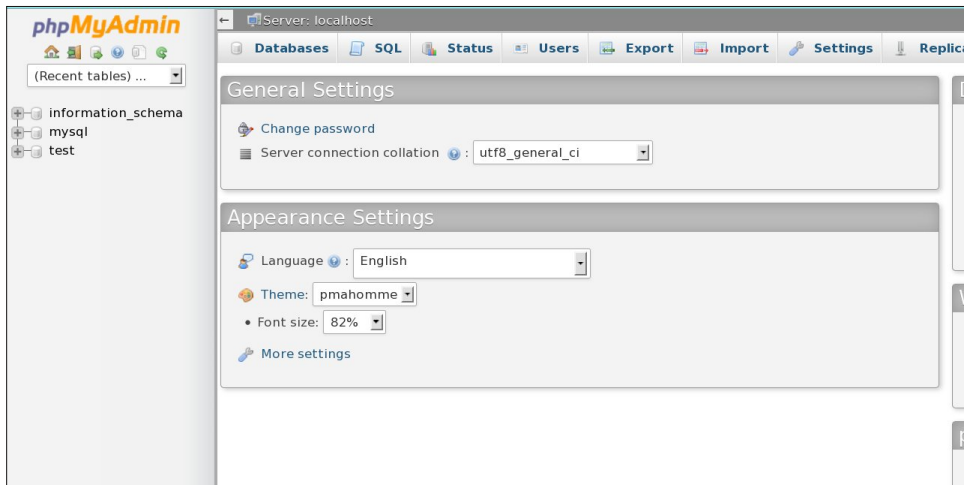 phpMyAdmin
(Recent tables) ...
information_schema
mysql
test
Server: localhost
Databases SQL Status Users Export Import Settings Replica
General Settings
Change password
Server connection collation : utf8_general_ci
Appearance Settings
Language : English
Theme: pmahomme
• Font size: 82%
More settings